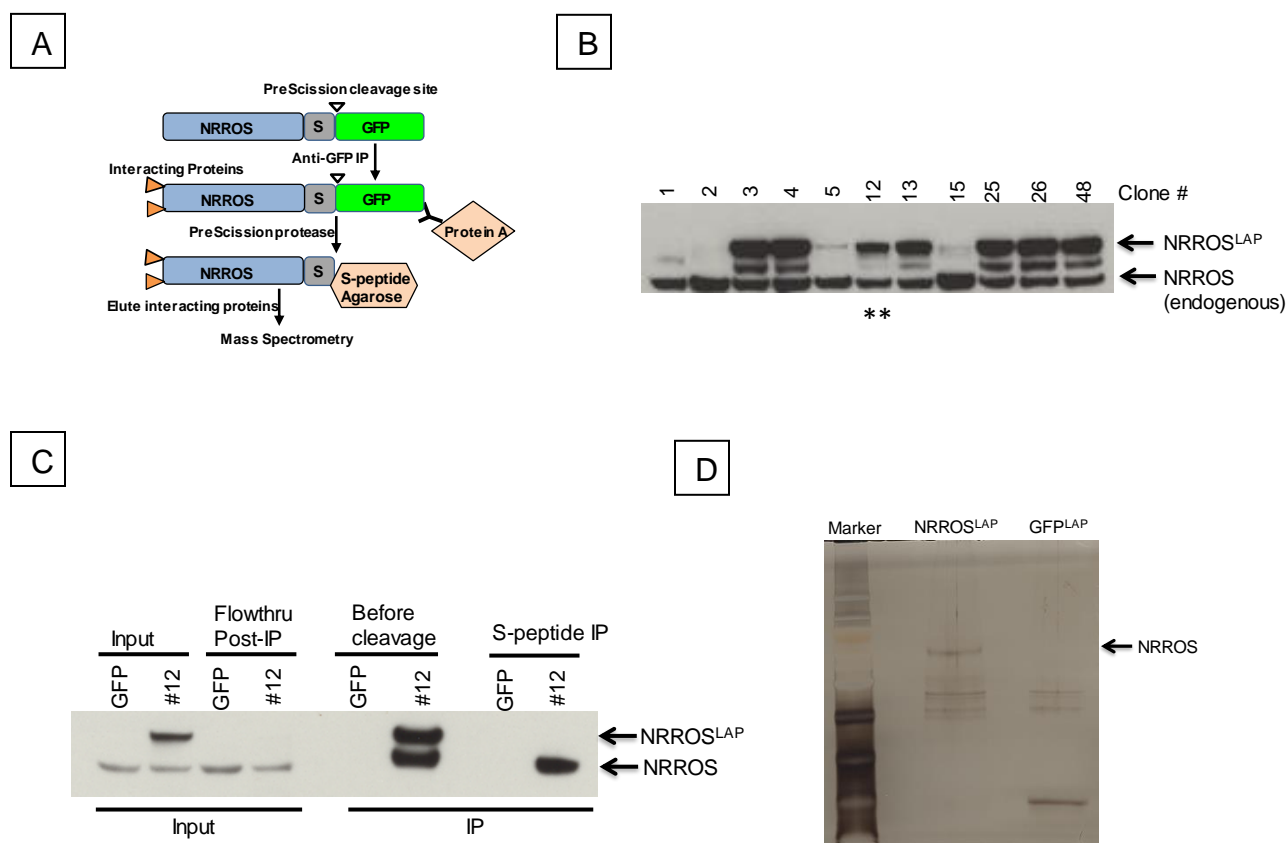 A
PreScission cleavage site
NRROS S GFP
Anti-GFP IP
Interacting Proteins
NRROS S GFP
Protein A
PreScission protease
NRROS S
S-peptide
Agarose
Elute interacting proteins
Mass Spectrometry
B
1 2 3 4 5 12 13 15 25 26 48 Clone #
NRROSLAP
NRROS
(endogenous)
**
C
Input
Flowthru
Post-IP
Before
cleavage
S-peptide IP
GFP #12 GFP #12 GFP #12 GFP #12
NRROSLAP
NRROS
Input IP
D
Marker NRROSLAP GFPLAP
NRROS